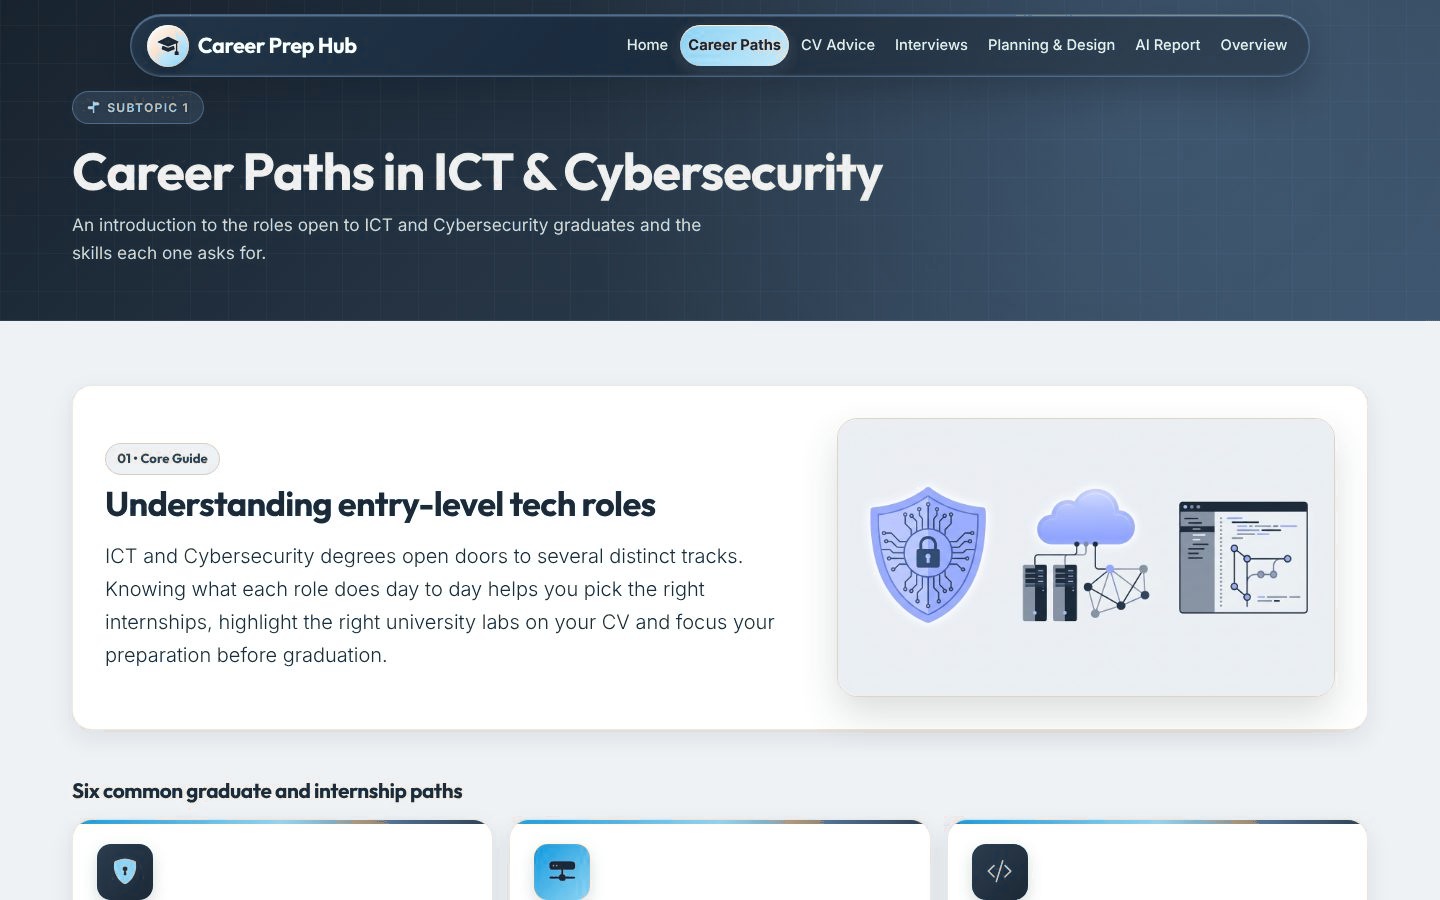 Career Prep Hub
Home
Career Paths
CV Advice
Interviews
Planning & Design
AI Report
Overview
SUBTOPIC 1
Career Paths in ICT & Cybersecurity
An introduction to the roles open to ICT and Cybersecurity graduates and the
skills each one asks for.
01 • Core Guide
Understanding entry-level tech roles
ICT and Cybersecurity degrees open doors to several distinct tracks.
Knowing what each role does day to day helps you pick the right
internships, highlight the right university labs on your CV and focus your
preparation before graduation.
Six common graduate and internship paths